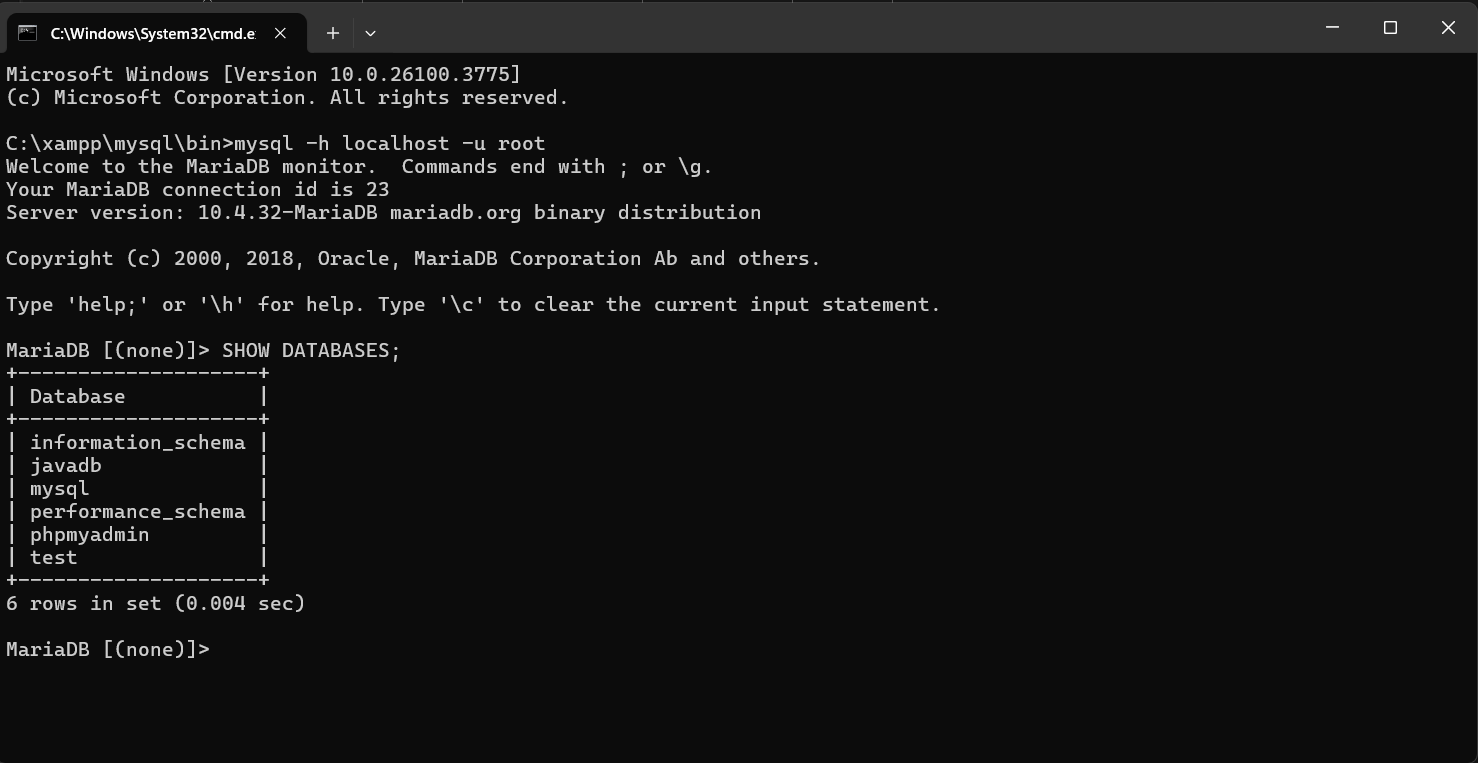 C:\Windows\System32\cmd.e
Microsoft Windows [Version 10.0.26100.3775]
(c) Microsoft Corporation. All rights reserved.
C:\xampp\mysql\bin>mysql -h localhost -u root
Welcome to the MariaDB monitor.  Commands end with ; or \g.
Your MariaDB connection id is 23
Server version: 10.4.32-MariaDB mariadb.org binary distribution
Copyright (c) 2000, 2018, Oracle, MariaDB Corporation Ab and others.
Type 'help;' or '\h' for help. Type '\c' to clear the current input statement.
MariaDB [(none)]> SHOW DATABASES;
+--------------------+
| Database           |
+--------------------+
| information_schema |
| javadb             |
| mysql              |
| performance_schema |
| phpmyadmin         |
| test               |
+--------------------+
6 rows in set (0.004 sec)
MariaDB [(none)]>